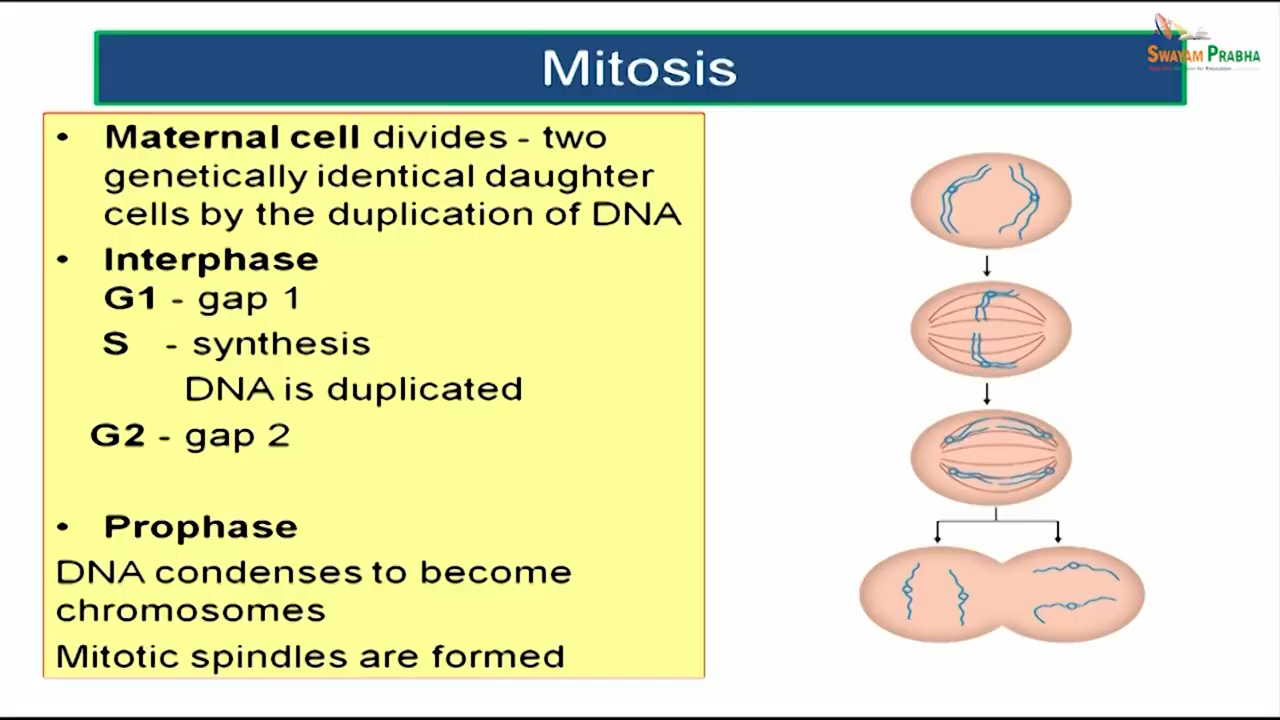 Mitosis
SWAYAM PRABHA
• Maternal cell divides - two
genetically identical daughter
cells by the duplication of DNA
• Interphase
G1 - gap 1
S - synthesis
DNA is duplicated
G2 - gap 2
• Prophase
DNA condenses to become
chromosomes
Mitotic spindles are formed